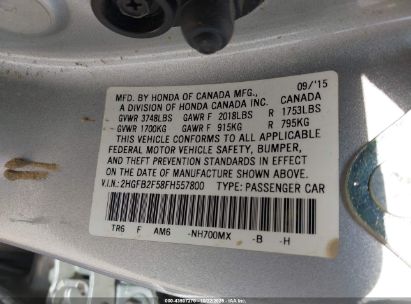 09/'15
MFD. BY HONDA OF CANADA MFG., CANADA
A DIVISION OF HONDA CANADA INC.
GVWR 3748LBS GAWR F 2018LBS R 1753LBS
GVWR 1700KG GAWR F 915KG R 795KG
THIS VEHICLE CONFORMS TO ALL APPLICABLE
FEDERAL MOTOR VEHICLE SAFETY, BUMPER,
AND THEFT PREVENTION STANDARDS IN EFFECT
ON THE DATE OF MANUFACTURE SHOWN ABOVE.
V.I.N.: 2HGFB2F58FH557800 TYPE: PASSENGER CAR
TR6 F AM6 -NH700MX -B -H